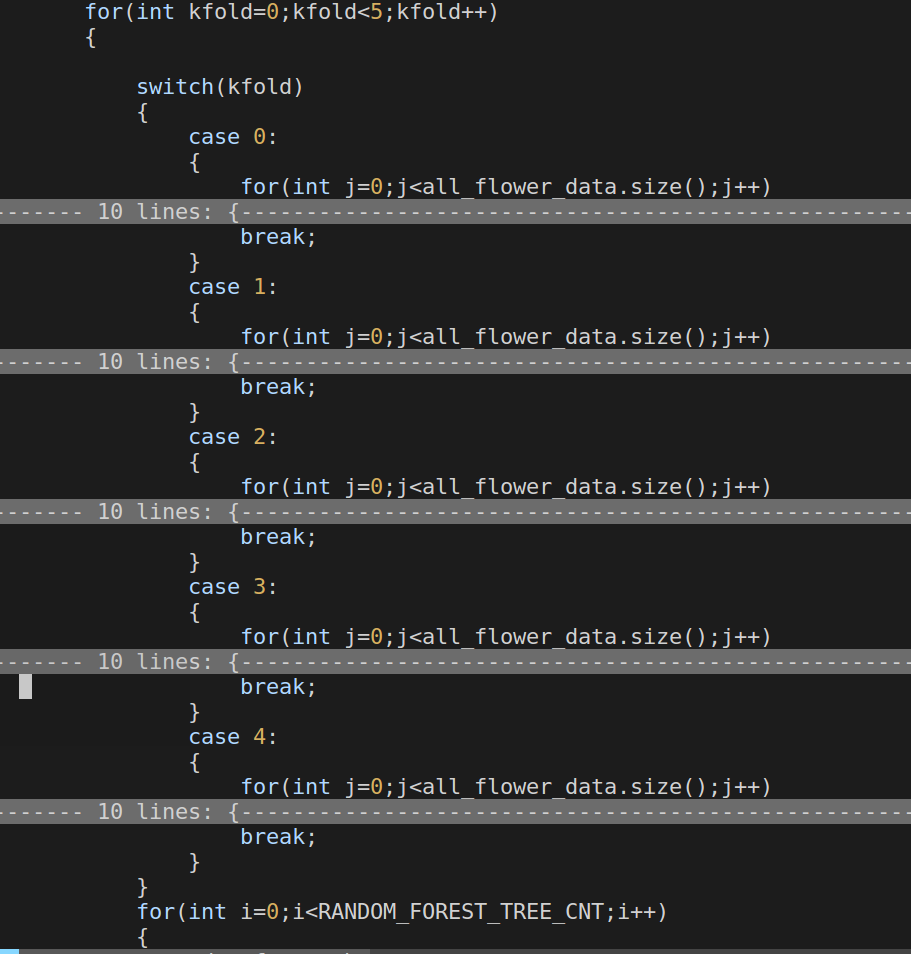 for(int kfold=0;kfold<5;kfold++)
{
switch(kfold)
{
case 0:
{
for(int j=0;j<all_flower_data.size();j++)
------- 10 lines: {----------------------------------------------------
break;
}
case 1:
{
for(int j=0;j<all_flower_data.size();j++)
------- 10 lines: {----------------------------------------------------
break;
}
case 2:
{
for(int j=0;j<all_flower_data.size();j++)
------- 10 lines: {----------------------------------------------------
break;
}
case 3:
{
for(int j=0;j<all_flower_data.size();j++)
------- 10 lines: {----------------------------------------------------
break;
}
case 4:
{
for(int j=0;j<all_flower_data.size();j++)
------- 10 lines: {----------------------------------------------------
break;
}
}
for(int i=0;i<RANDOM_FOREST_TREE_CNT;i++)
{